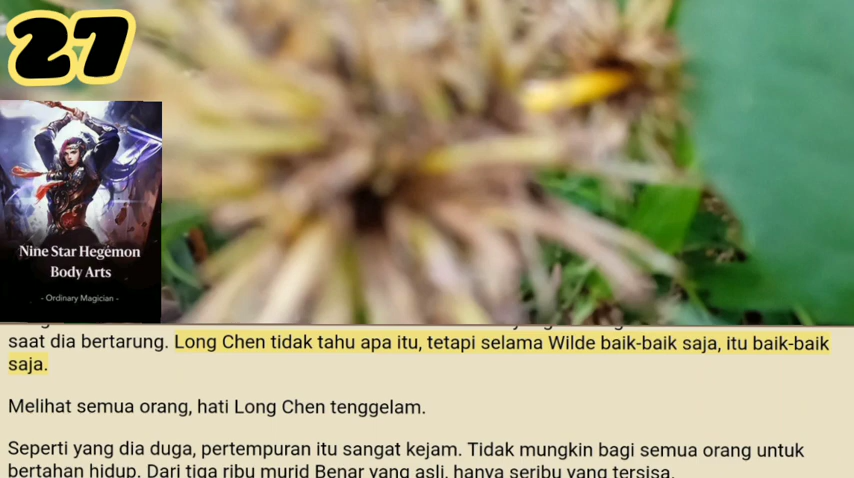 27
Nine Star Hegemon
Body Arts
- Ordinary Magician -
saat dia bertarung. Long Chen tidak tahu apa itu, tetapi selama Wilde baik-baik saja, itu baik-baik
saja.
Melihat semua orang, hati Long Chen tenggelam.
Seperti yang dia duga, pertempuran itu sangat kejam. Tidak mungkin bagi semua orang untuk
bertahan hidup. Dari tiga ribu murid Benar yang asli, hanya seribu yang tersisa.